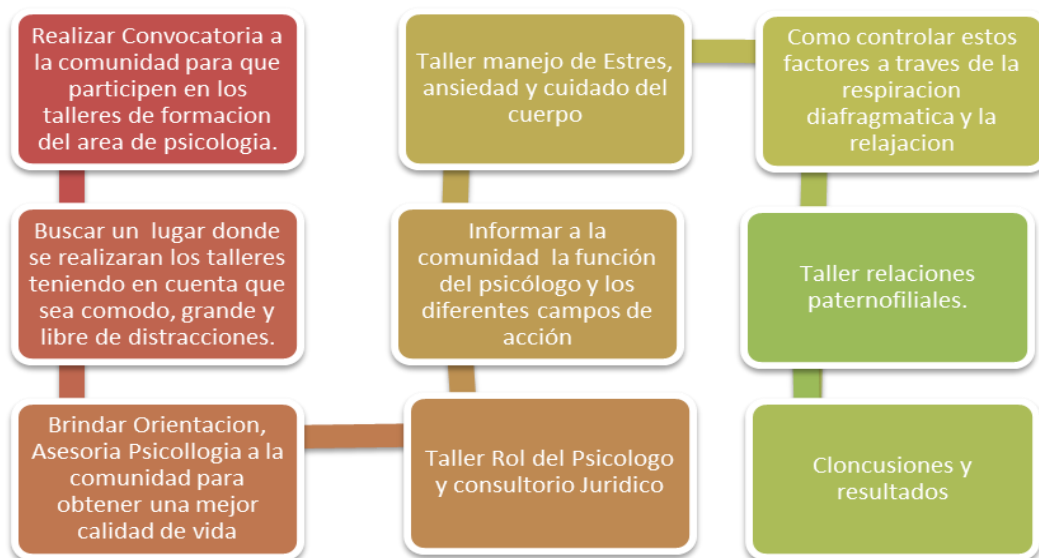 Realizar Convocatoria a
la comunidad para que
participen en los
talleres de formacion
del area de psicologia.
Buscar un lugar donde
se realizaran los talleres
teniendo en cuenta que
sea comodo, grande y
libre de distracciones.
Brindar Orientacion,
Asesoria Psicollogia a la
comunidad para
obtener una mejor
calidad de vida
Taller Rol del Psicologo
y consultorio Juridico
Informar a la
comunidad la función
del psicólogo y los
diferentes campos de
acción
Taller manejo de Estres,
ansiedad y cuidado del
cuerpo
Como controlar estos
factores a traves de la
respiracion
diafragmatica y la
relajacion
Taller relaciones
paternofiliales.
Cloncusiones y
resultados